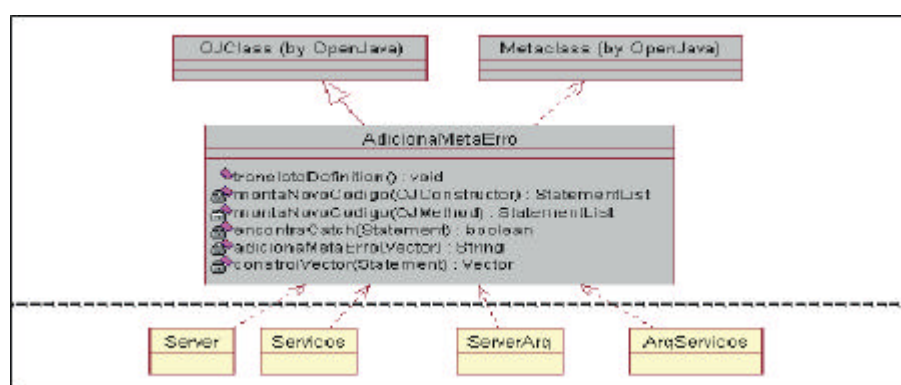 OJClass (by OpenJava)
Metaclass (by OpenJava)
AdicionaMetaErro
translateDefinition() : void
montaNovoCodigo(OJConstructor) : StatementList
montaNovoCodigo(OJMethod) : StatementList
encontraCatch(Statement) : boolean
adicionaMetaErro(Vector) : String
constroiVector(Statement) : Vector
Server
Servicos
ServerArq
ArqServicos